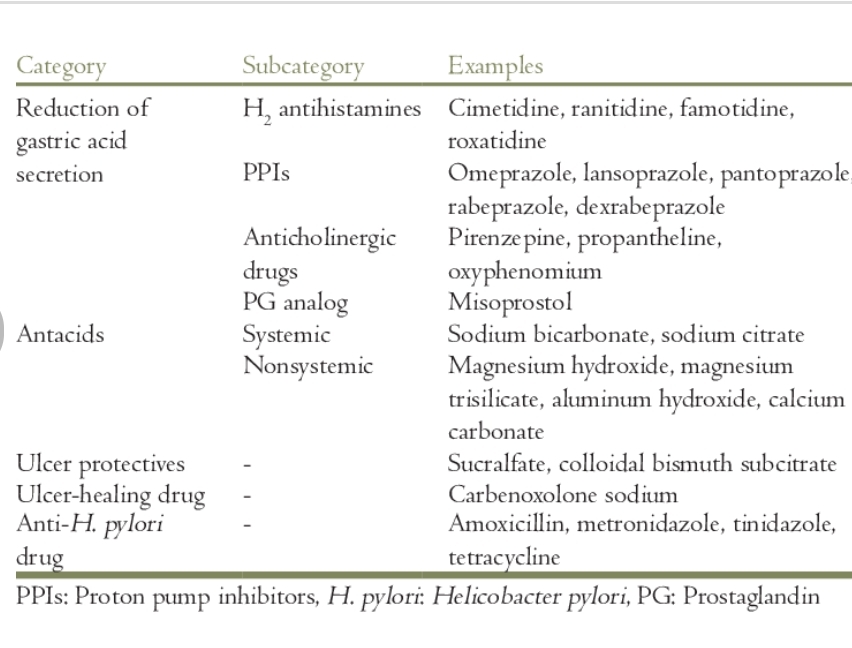 Category Subcategory Examples
Reduction of H2 antihistamines Cimetidine, ranitidine, famotidine,
gastric acid roxatidine
secretion PPIs Omeprazole, lansoprazole, pantoprazole,
rabeprazole, dexrabeprazole
Anticholinergic Pirenzepine, propantheline,
drugs oxyphenomium
PG analog Misoprostol
Antacids Systemic Sodium bicarbonate, sodium citrate
Nonsystemic Magnesium hydroxide, magnesium
trisilicate, aluminum hydroxide, calcium
carbonate
Ulcer protectives - Sucralfate, colloidal bismuth subcitrate
Ulcer-healing drug - Carbenoxolone sodium
Anti-H. pylori - Amoxicillin, metronidazole, tinidazole,
drug tetracycline
PPIs: Proton pump inhibitors, H. pylori: Helicobacter pylori, PG: Prostaglandin